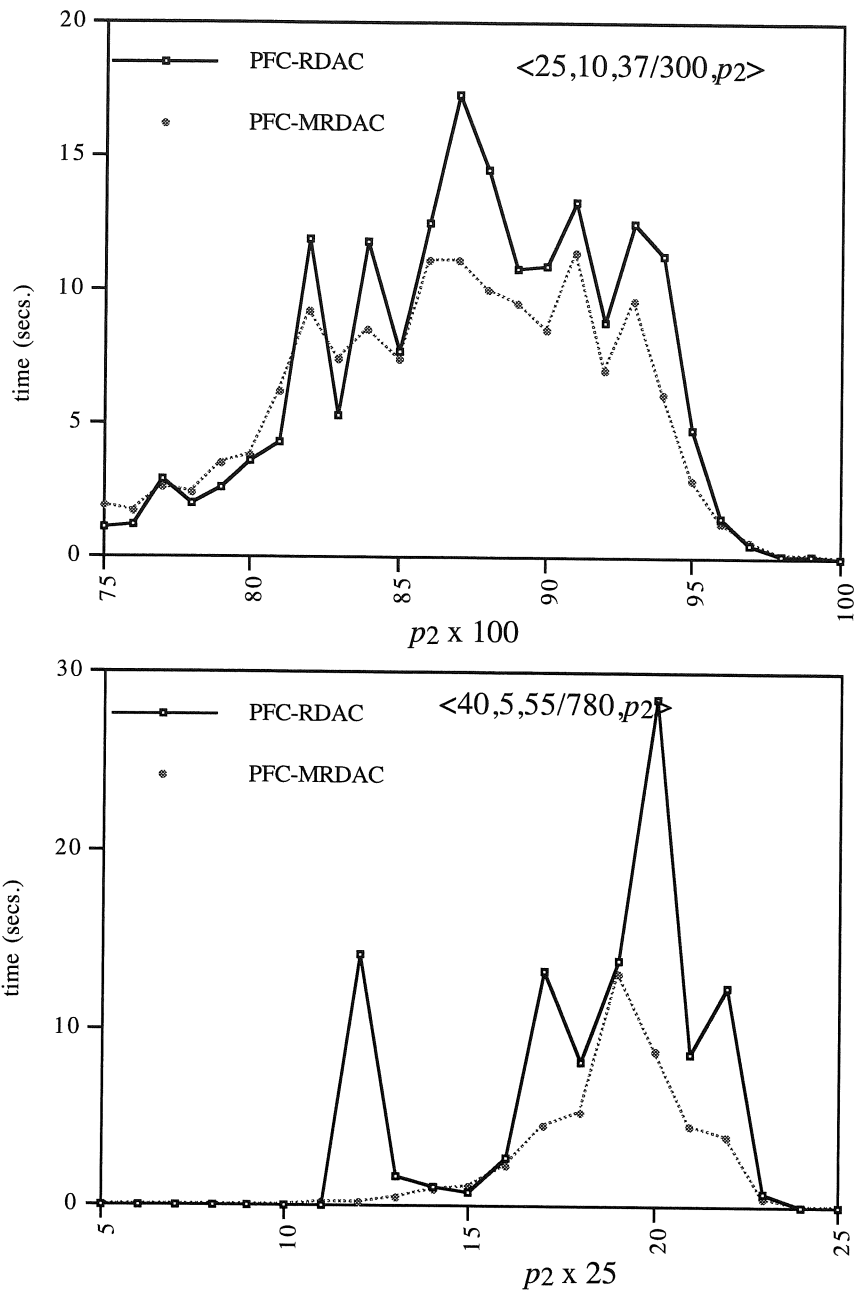 20
PFC-RDAC
<25,10,37/300,p2>
PFC-MRDAC
15
10
time (secs.)
5
0
75
80
85
90
95
100
p2 x 100
30
PFC-RDAC
<40,5,55/780,p2>
PFC-MRDAC
20
time (secs.)
10
0
5
10
15
20
25
p2 x 25